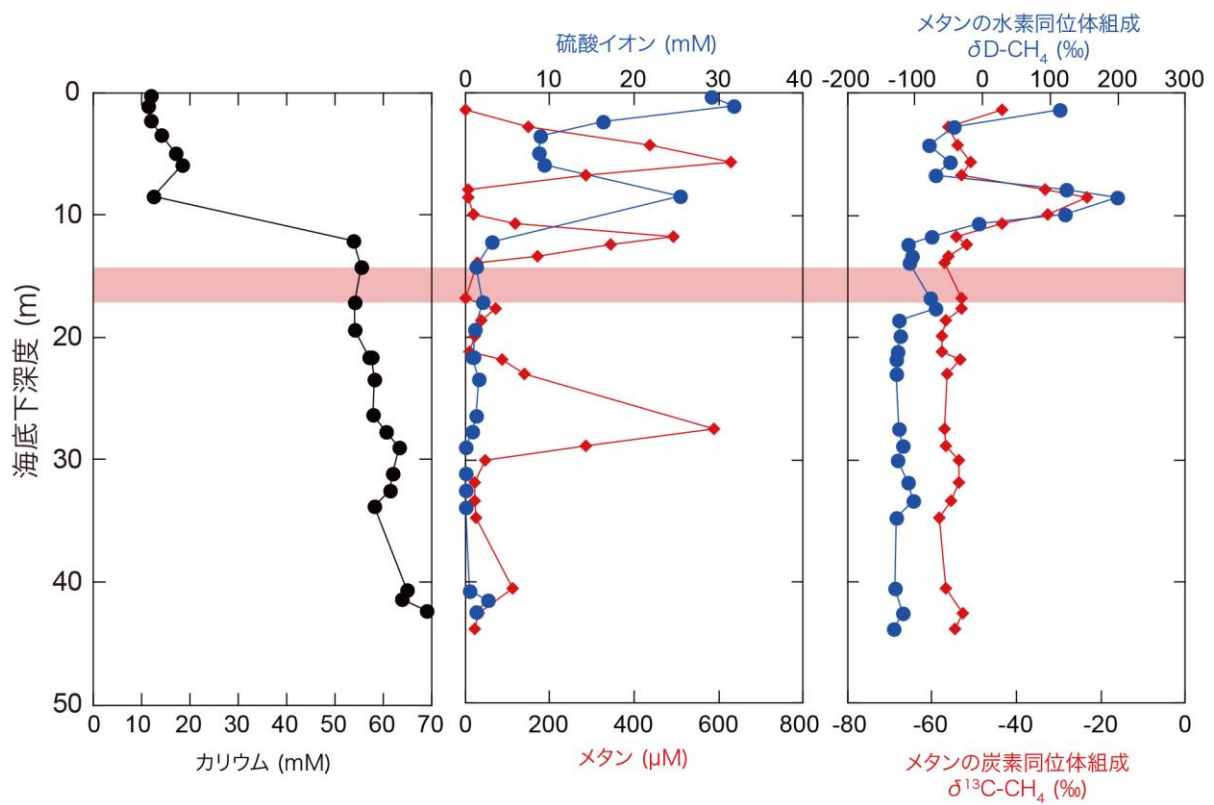 硫酸イオン (mM)
メタンの水素同位体組成
δD-CH₄ (‰)
0 10 20 30 40
-200 -100 0 100 200 300
0
10
20
30
40
50
海底下深度 (m)
0 10 20 30 40 50 60 70
カリウム (mM)
0 200 400 600 800
メタン (μM)
-80 -60 -40 -20 0
メタンの炭素同位体組成
δ¹³C-CH₄ (‰)